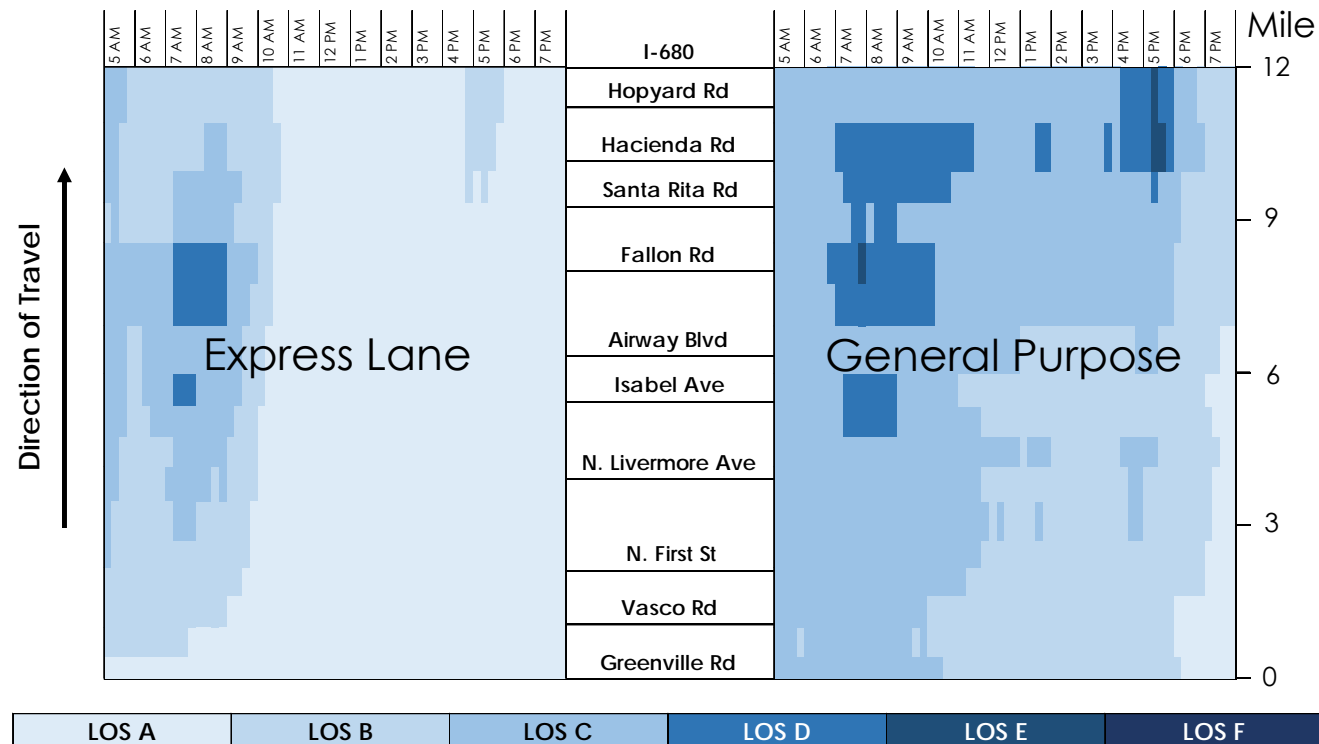 5 AM 6 AM 7 AM 8 AM 9 AM 10 AM 11 AM 12 PM 1 PM 2 PM 3 PM 4 PM 5 PM 6 PM 7 PM
I-680
5 AM 6 AM 7 AM 8 AM 9 AM 10 AM 11 AM 12 PM 1 PM 2 PM 3 PM 4 PM 5 PM 6 PM 7 PM
Mile
12
Hopyard Rd
Hacienda Rd
Santa Rita Rd
9
Fallon Rd
Direction of Travel
Airway Blvd
Express Lane
General Purpose
6
Isabel Ave
N. Livermore Ave
3
N. First St
Vasco Rd
Greenville Rd
0
LOS A LOS B LOS C LOS D LOS E LOS F